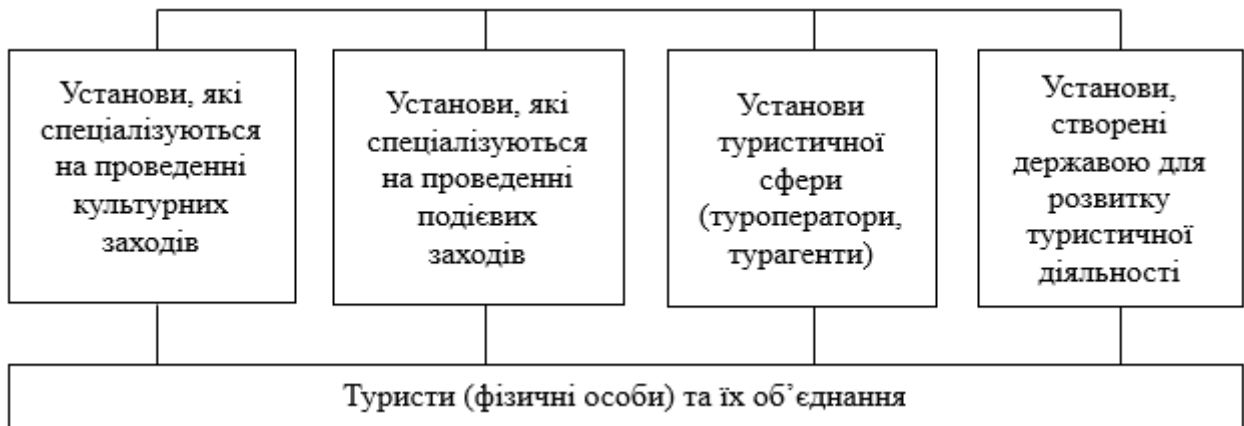 Установи, які
спеціалізуються
на проведенні
культурних
заходів
Установи, які
спеціалізуються
на проведенні
подієвих
заходів
Установи
туристичної
сфери
(туроператори,
турагенти)
Установи,
створені
державою для
розвитку
туристичної
діяльності
Туристи (фізичні особи) та їх об’єднання